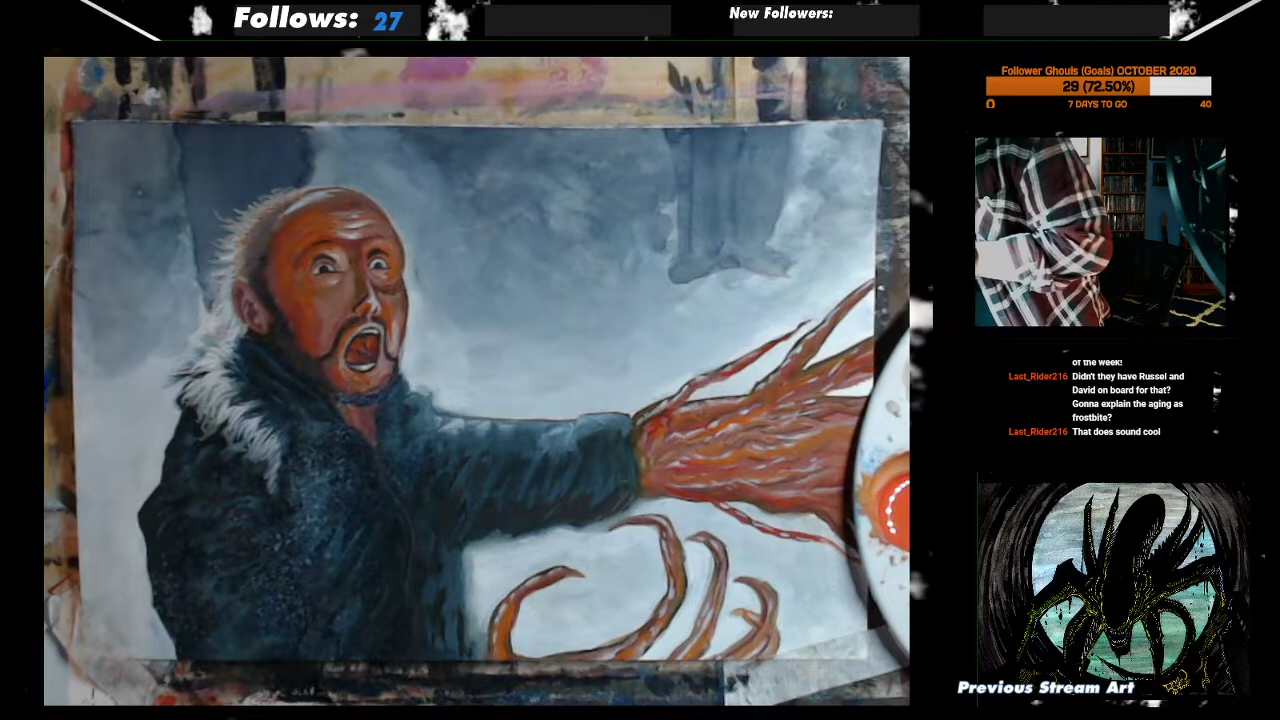 Follows: 27
New Followers:
Follower Ghouls (Goals) OCTOBER 2020
29 (72.50%)
0 7 DAYS TO GO 40
of the week!
Last_Rider216 Didn't they have Russel and
David on board for that?
Gonna explain the aging as
frostbite?
Last_Rider216 That does sound cool
Previous Stream Art